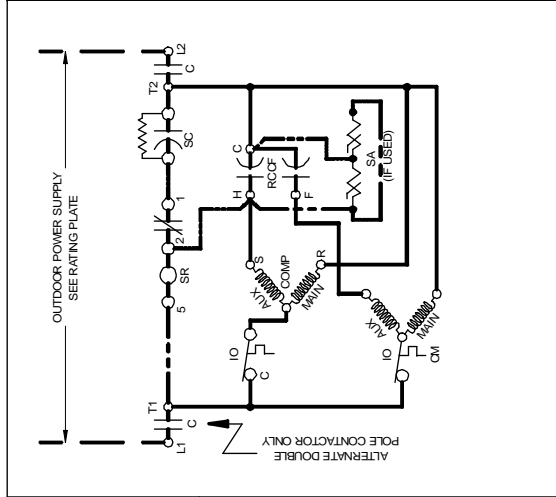 OUTDOOR POWER SUPPLY
SEE RATING PLATE
L1
C
T1
5
SR
2
1
SC
T2
C
L2
ALTERNATE DOUBLE
POLE CONTACTOR ONLY
H
C
RCCF
F
SA
(IF USED)
IO
C
AUX
S
COMP
MAIN
R
IO
CM
AUX
MAIN